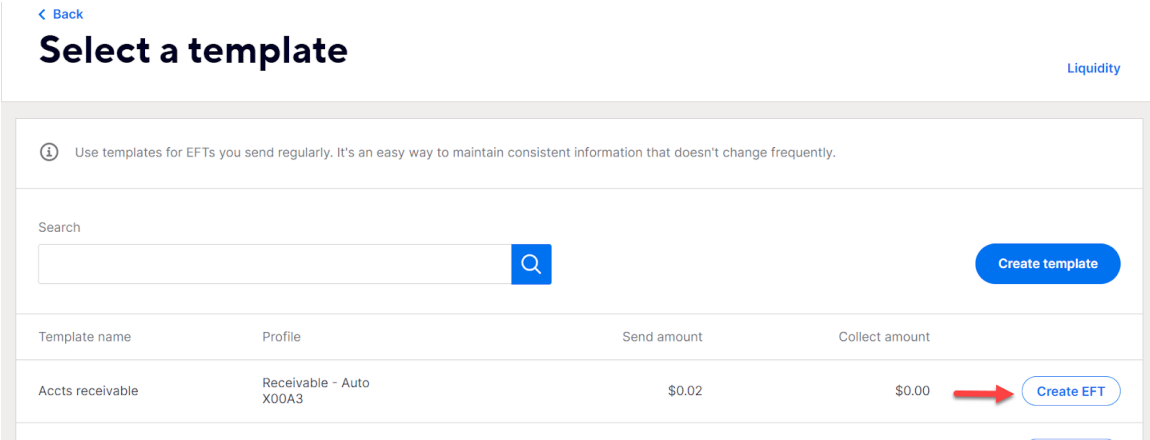 Back
Select a template
Liquidity
Use templates for EFTs you send regularly. It's an easy way to maintain consistent information that doesn't change frequently.
Search
Create template
Template name Profile Send amount Collect amount
Accts receivable Receivable - Auto X00A3 $0.02 $0.00 Create EFT